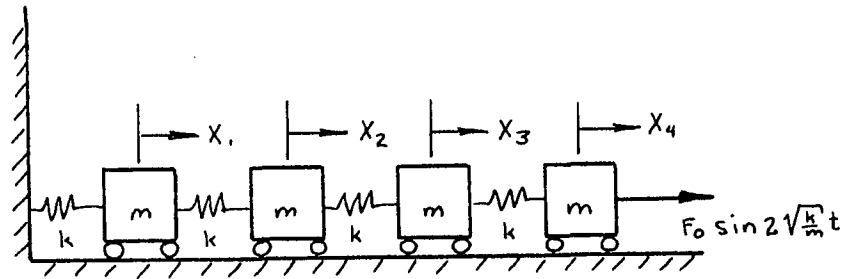 X₁ X₂ X₃ X₄
m m m m
k k k k
F₀ sin 2√(k/m) t